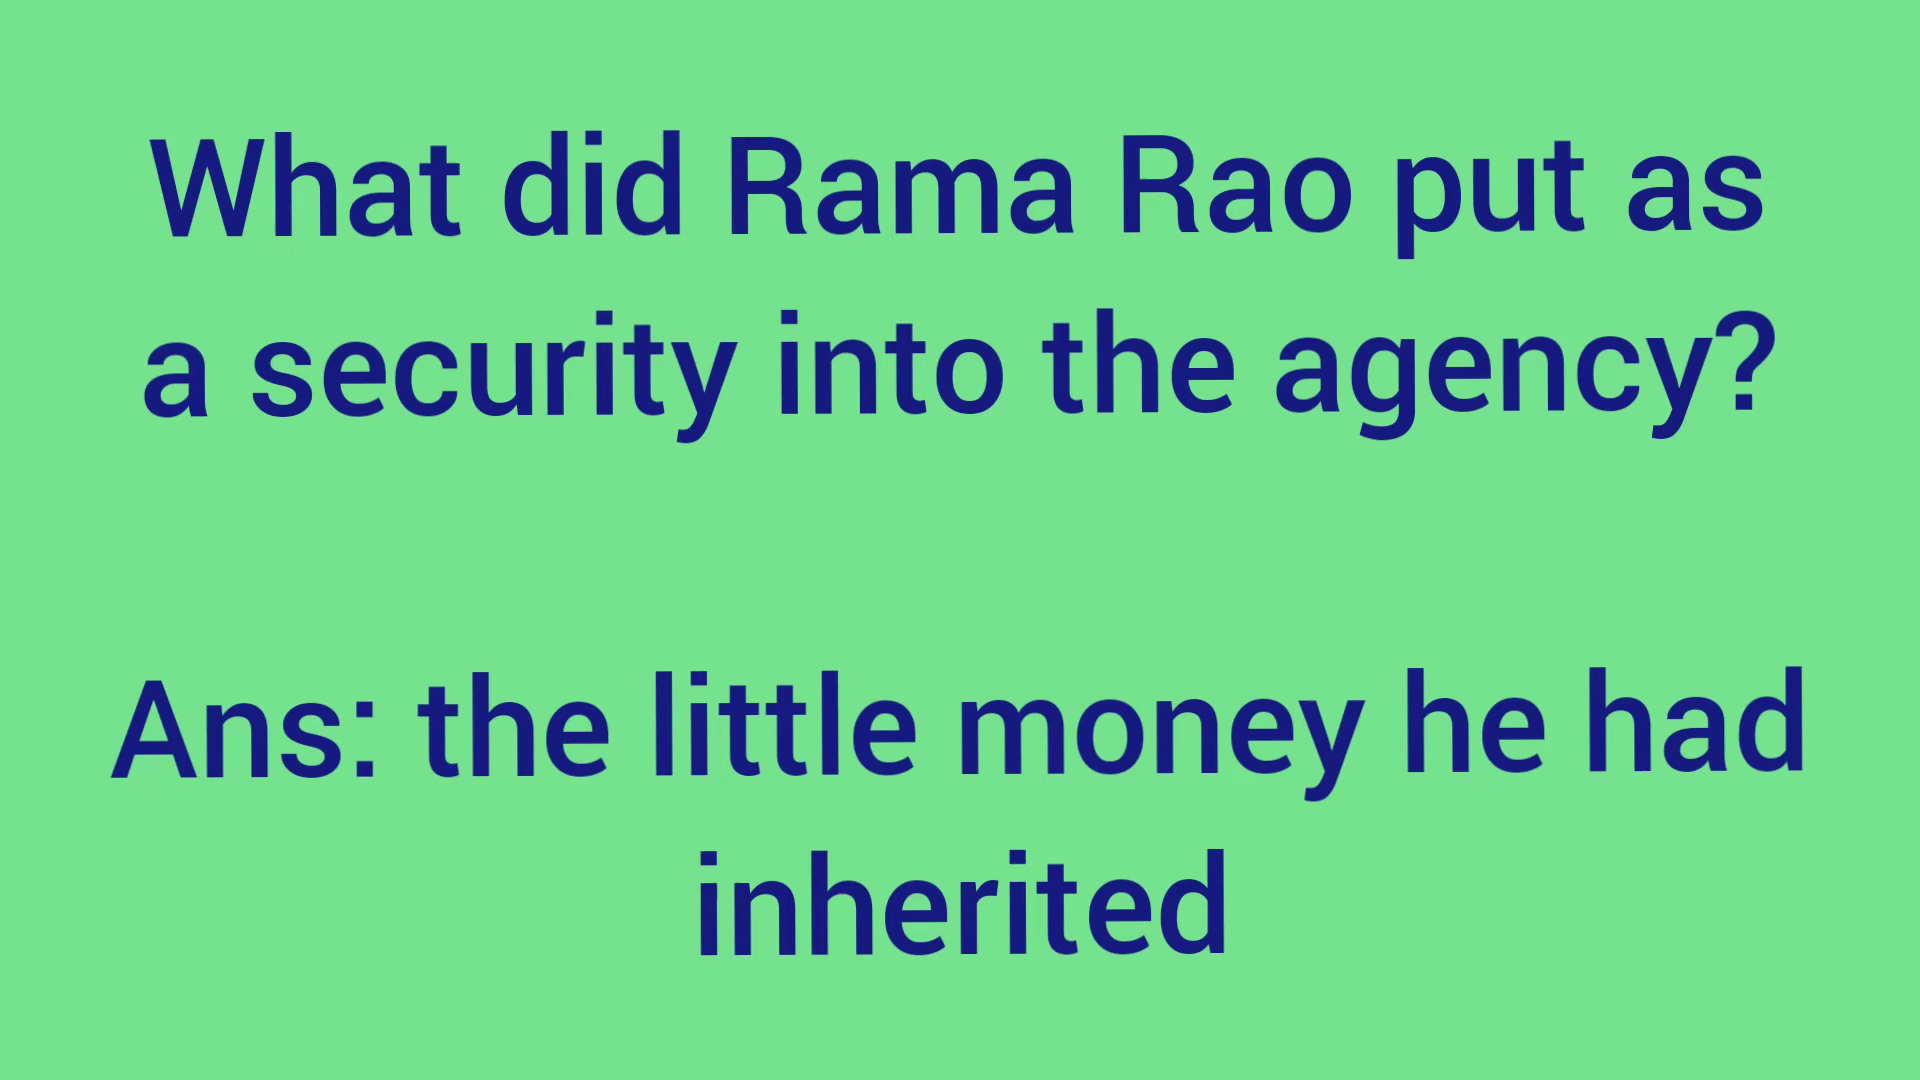 What did Rama Rao put as
a security into the agency?
Ans: the little money he had
inherited